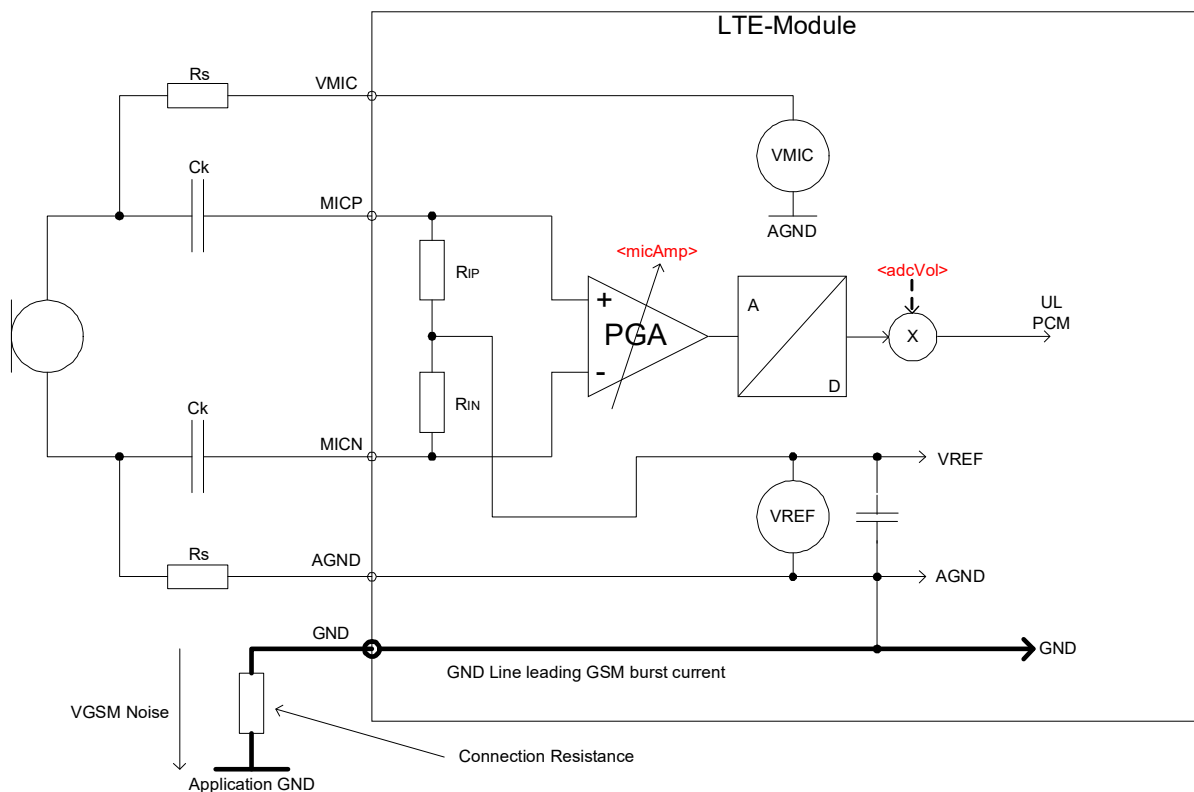 LTE-Module
Rs
VMIC
Ck
VMIC
MICP
AGND
<micAmp>
<adcVol>
RIP
+
PGA
-
A
D
X
UL
PCM
RIN
Ck
MICN
VREF
VREF
Rs
AGND
AGND
GND
GND
GND Line leading GSM burst current
VGSM Noise
Connection Resistance
Application GND